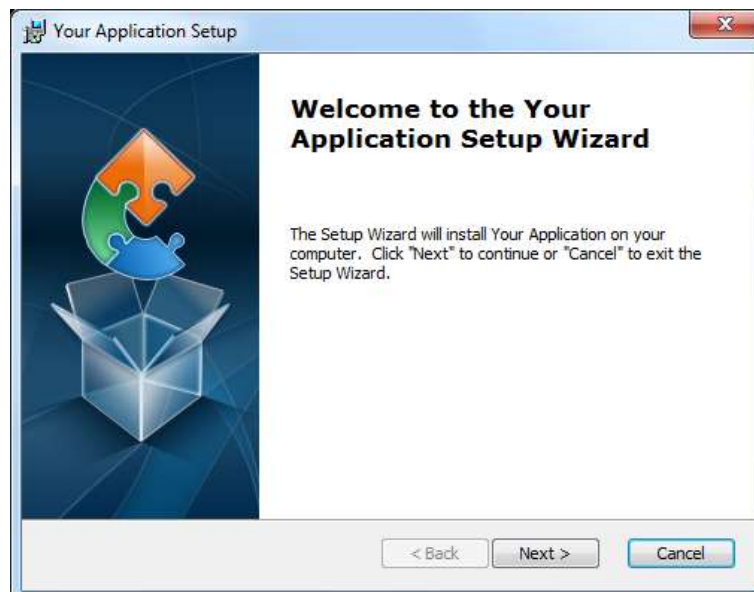 Your Application Setup
Welcome to the Your
Application Setup Wizard
The Setup Wizard will install Your Application on your
computer. Click "Next" to continue or "Cancel" to exit the
Setup Wizard.
< Back
Next >
Cancel